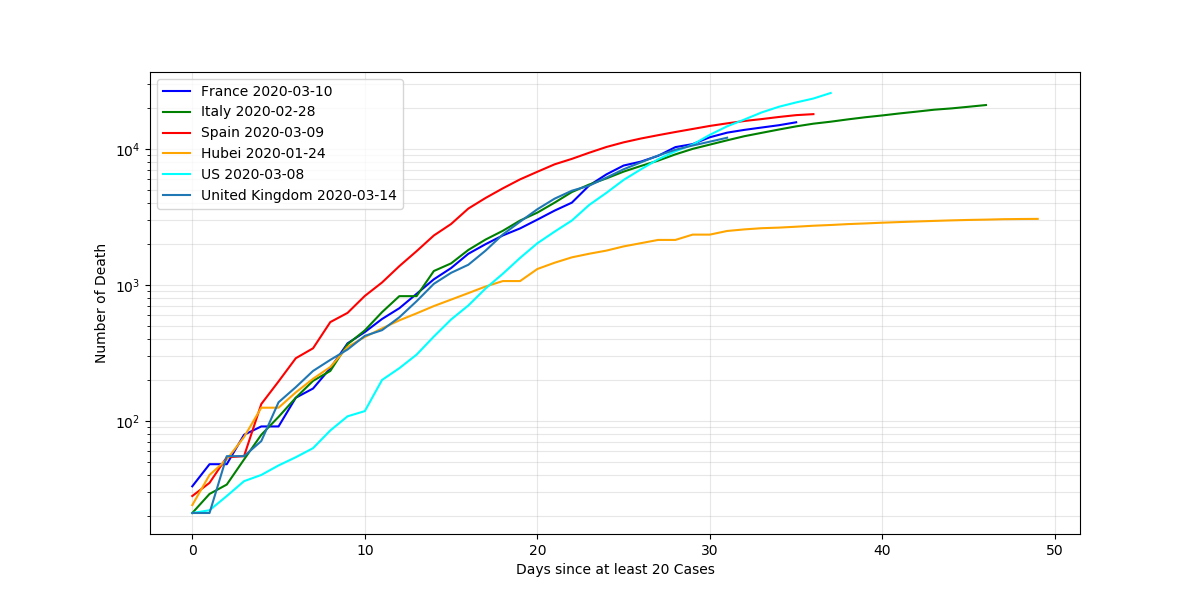 France 2020-03-10
Italy 2020-02-28
Spain 2020-03-09
Hubei 2020-01-24
US 2020-03-08
United Kingdom 2020-03-14
Number of Death
10⁴
10³
10²
0 10 20 30 40 50
Days since at least 20 Cases